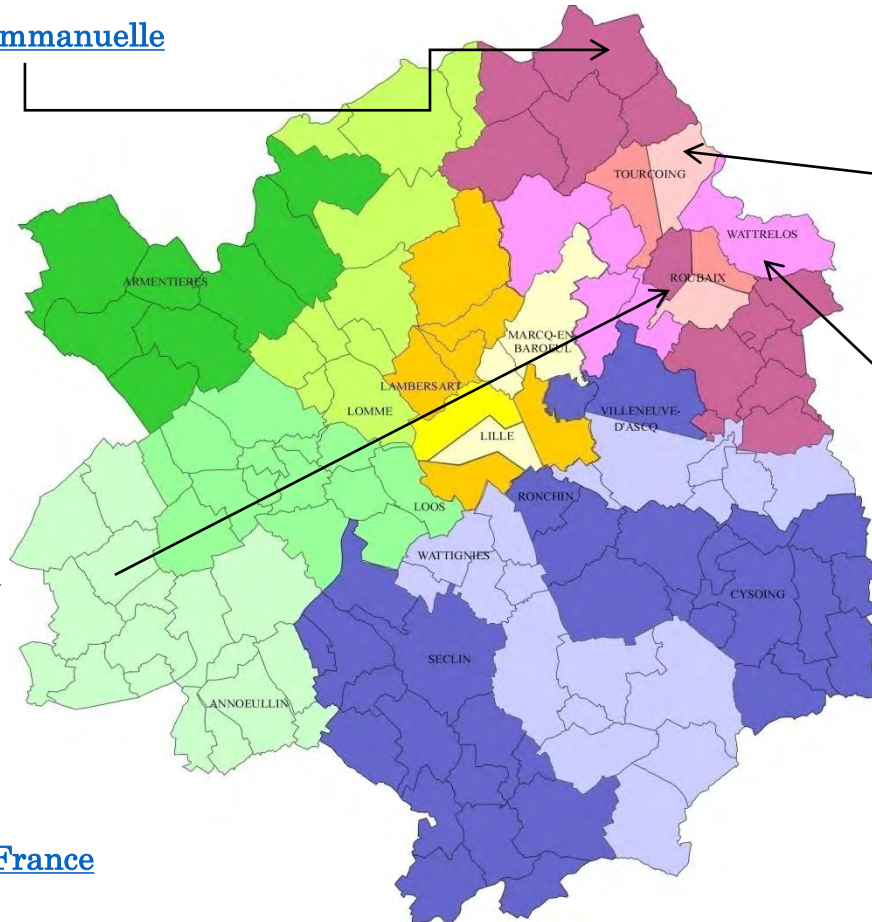 mmanuelle
TOURCOING
WATTRELOS
ROUBAIX
ARMENTIERES
MARCQ-EN-
BAROEUL
LAMBERSART
LOMME
VILLENEUVE-
D'ASCQ
LILLE
RONCHIN
LOOS
WATTIGNIES
CYSOING
SECLIN
ANNOEULLIN
France